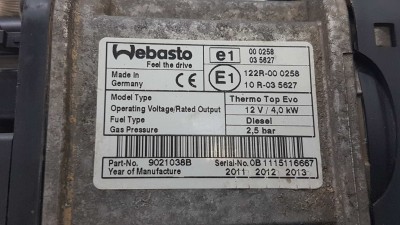 Webasto
Feel the drive
e1
00 0258
03 5627
Made in
Germany
CE
E1
122R-00 0258
10 R-03 5627
Model Type Thermo Top Evo
Operating Voltage/Rated Output 12 V / 4,0 kW
Fuel Type Diesel
Gas Pressure 2,5 bar
Part-No. 9021038B Serial-No. 0B 1115116667
Year of Manufacture 2011 2012 2013